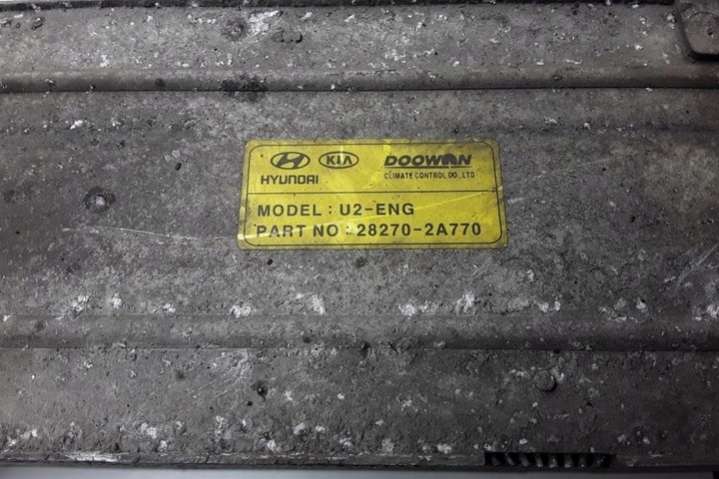 HYUNDAI KIA DOOWON
CLIMATE CONTROL CO., LTD
MODEL : U2-ENG
PART NO : 28270-2A770